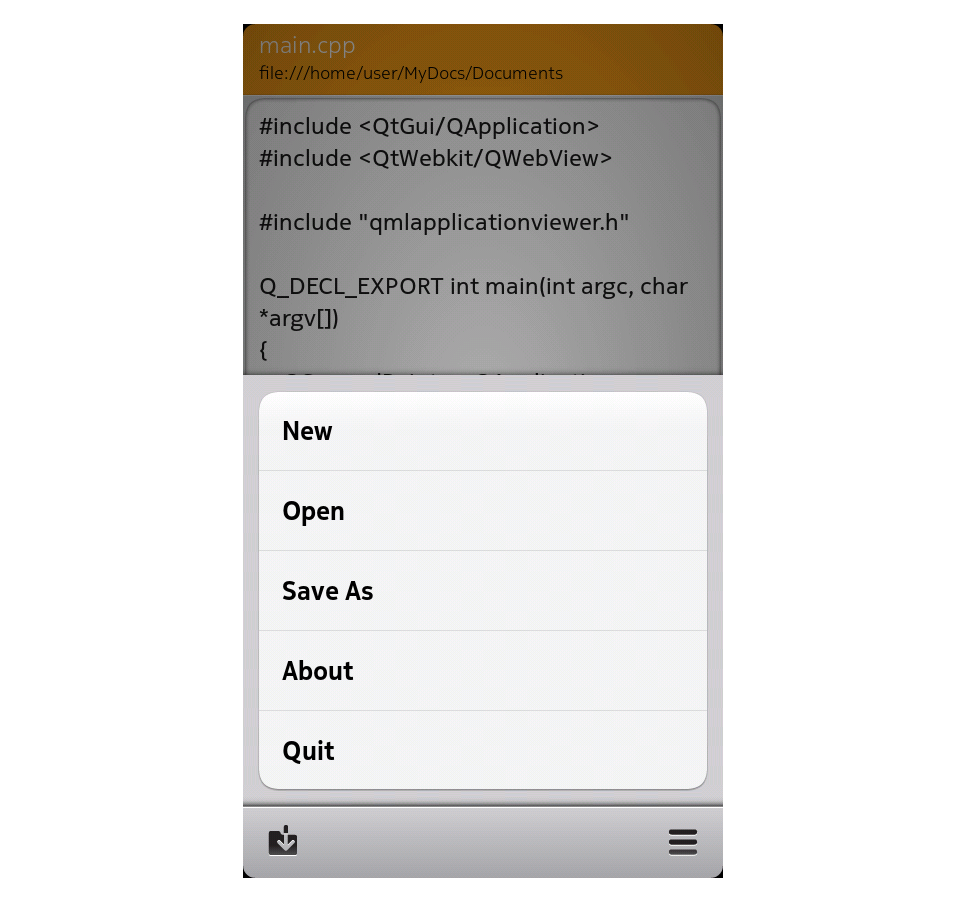 main.cpp
file:///home/user/MyDocs/Documents
#include <QtGui/QApplication>
#include <QtWebkit/QWebView>
#include "qmlapplicationviewer.h"
Q_DECL_EXPORT int main(int argc, char
*argv[])
{
New
Open
Save As
About
Quit